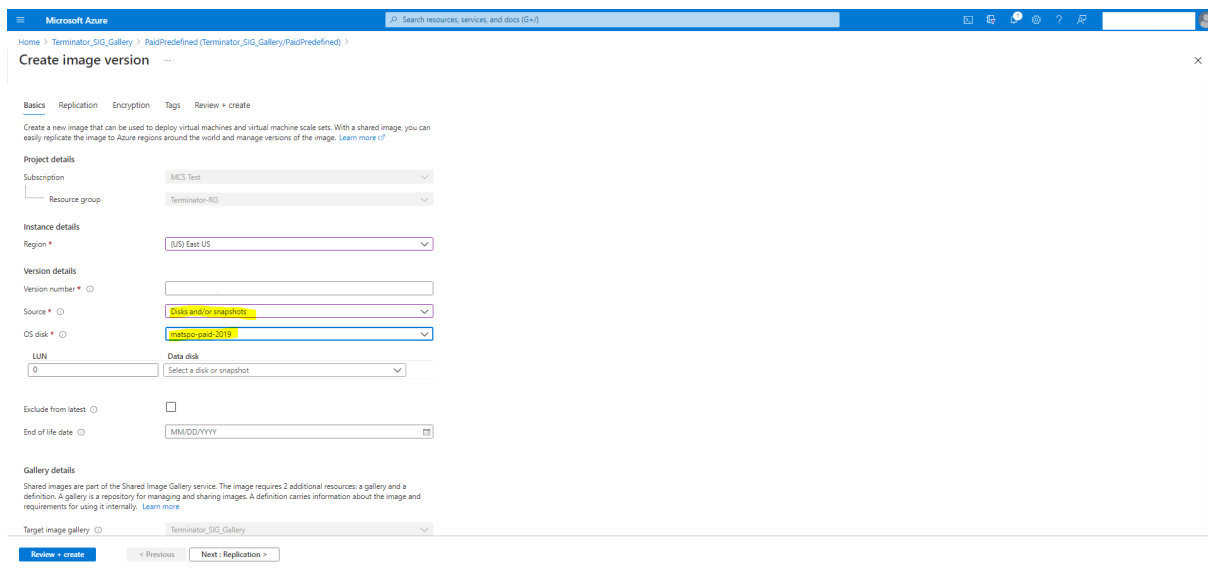 Microsoft Azure
Search resources, services, and docs (G+/)
Home > Terminator_SIG_Gallery > PaidPredefined (Terminator_SIG_Gallery/PaidPredefined) >
Create image version ...
Basics Replication Encryption Tags Review + create
Create a new image that can be used to deploy virtual machines and virtual machine scale sets. With a shared image, you can
easily replicate the image to Azure regions around the world and manage versions of the image. Learn more
Project details
Subscription MCS Test
Resource group Terminator-RG
Instance details
Region * (US) East US
Version details
Version number *
Source * Disks and/or snapshots
OS disk * matspo-paid-2019
LUN Data disk
0 Select a disk or snapshot
Exclude from latest
End of life date MM/DD/YYYY
Gallery details
Shared images are part of the Shared Image Gallery service. The image requires 2 additional resources: a gallery and a
definition. A gallery is a repository for managing and sharing images. A definition carries information about the image and
requirements for using it internally. Learn more
Target image gallery Terminator_SIG_Gallery
Review + create < Previous Next : Replication >